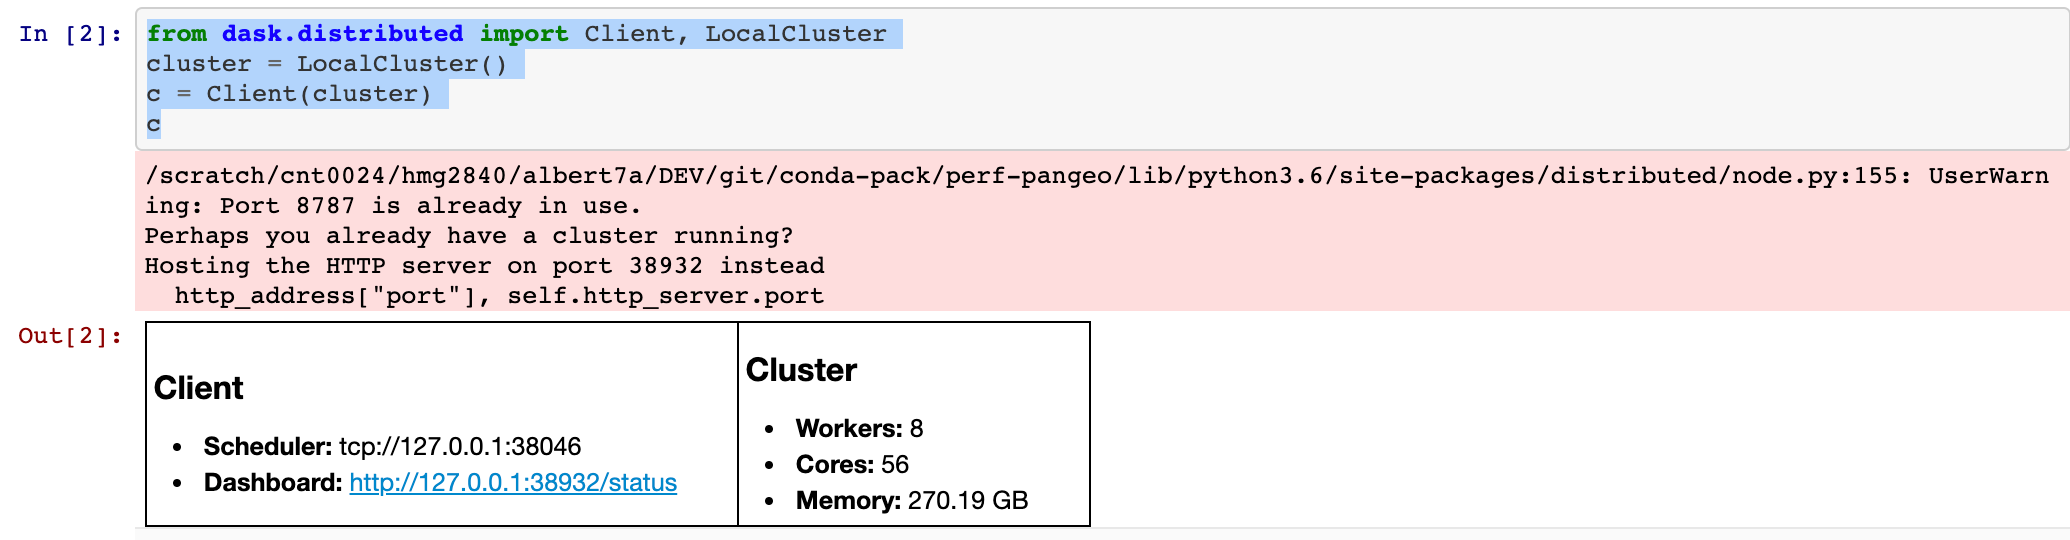 In [2]:
from dask.distributed import Client, LocalCluster
cluster = LocalCluster()
c = Client(cluster)
c
/scratch/cnt0024/hmg2840/albert7a/DEV/git/conda-pack/perf-pangeo/lib/python3.6/site-packages/distributed/node.py:155: UserWarn
ing: Port 8787 is already in use.
Perhaps you already have a cluster running?
Hosting the HTTP server on port 38932 instead
  http_address["port"], self.http_server.port
Out[2]:
Client
• Scheduler: tcp://127.0.0.1:38046
• Dashboard: http://127.0.0.1:38932/status
Cluster
• Workers: 8
• Cores: 56
• Memory: 270.19 GB